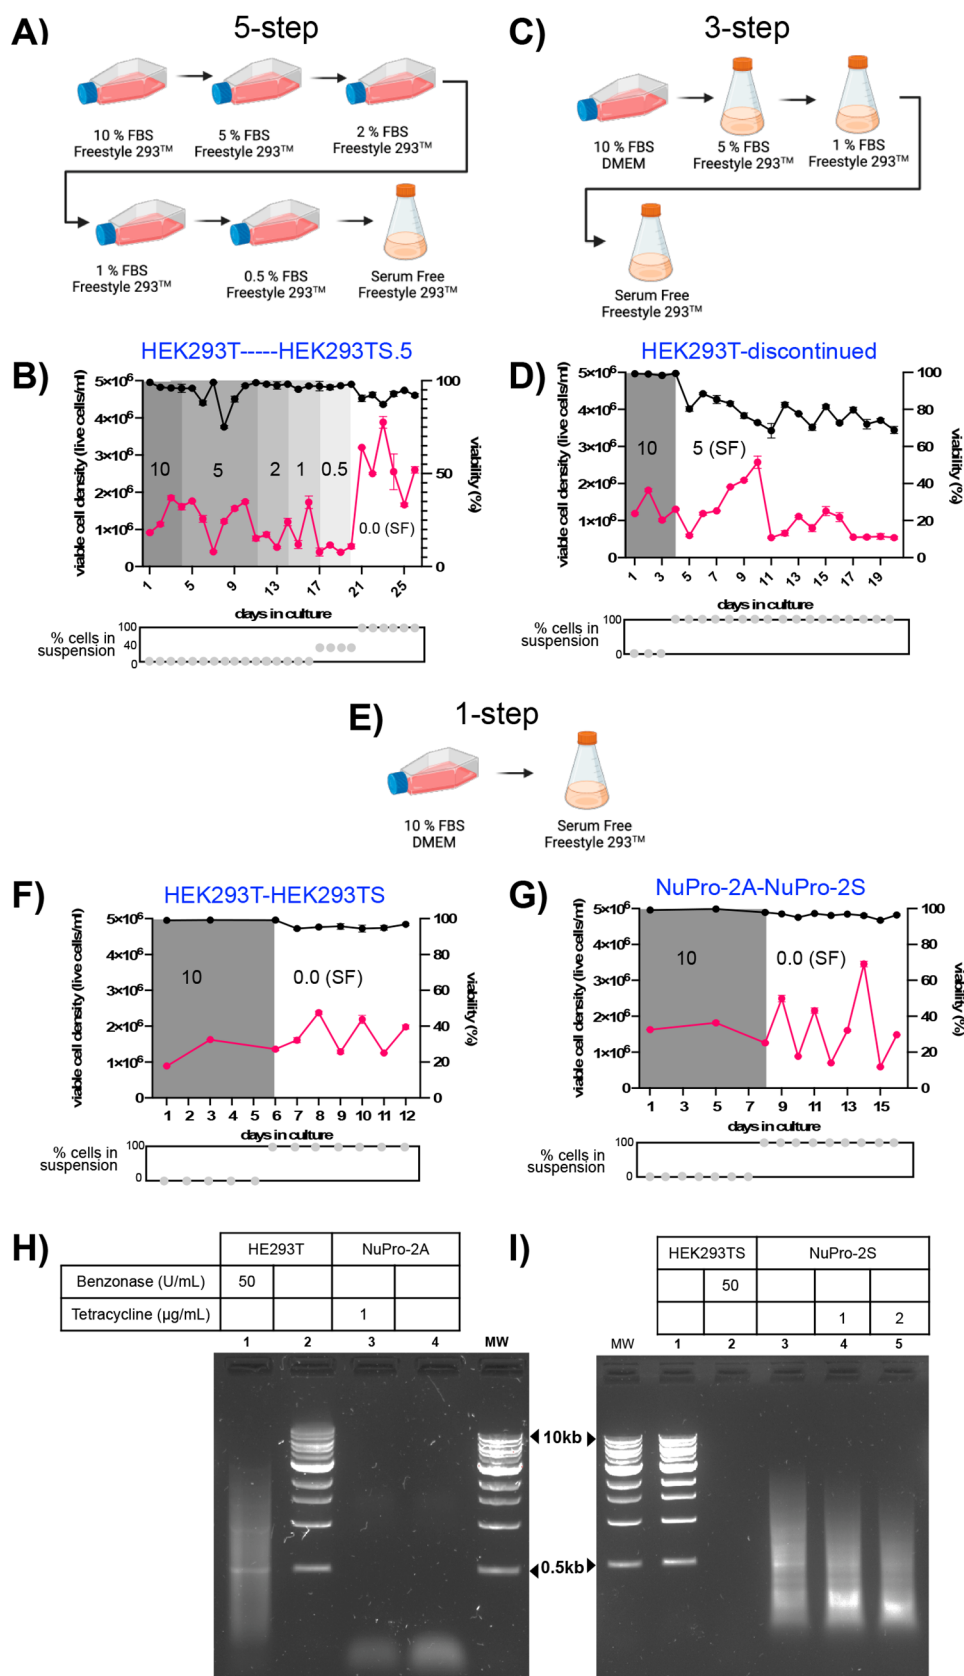 A)
5-step
10 % FBS
Freestyle 293™
5 % FBS
Freestyle 293™
2 % FBS
Freestyle 293™
1 % FBS
Freestyle 293™
0.5 % FBS
Freestyle 293™
Serum Free
Freestyle 293™
C)
3-step
10 % FBS
DMEM
5 % FBS
Freestyle 293™
1 % FBS
Freestyle 293™
Serum Free
Freestyle 293™
B)
HEK293T-----HEK293TS.5
viable cell density (live cells/ml)
5×10⁶
4×10⁶
3×10⁶
2×10⁶
1×10⁶
0
10
5
2
1
0.5
0.0 (SF)
100
50
0
viability (%)
1 5 9 13 17 21 25
days in culture
% cells in
suspension
100
40
0
D)
HEK293T-discontinued
viable cell density (live cells/ml)
5×10⁶
4×10⁶
3×10⁶
2×10⁶
1×10⁶
0
10
5 (SF)
100
80
60
40
20
0
viability (%)
1 3 5 7 9 11 13 15 17 19
days in culture
% cells in
suspension
100
0
E)
1-step
10 % FBS
DMEM
Serum Free
Freestyle 293™
F)
HEK293T-HEK293TS
viable cell density (live cells/ml)
5×10⁶
4×10⁶
3×10⁶
2×10⁶
1×10⁶
0
10
0.0 (SF)
100
80
60
40
20
0
viability (%)
1 2 3 4 5 6 7 8 9 10 11 12
days in culture
% cells in
suspension
100
0
G)
NuPro-2A-NuPro-2S
viable cell density (live cells/ml)
5×10⁶
4×10⁶
3×10⁶
2×10⁶
1×10⁶
0
10
0.0 (SF)
100
80
60
40
20
0
viability (%)
1 3 5 7 9 11 13 15
days in culture
% cells in
suspension
100
0
H)
HE293T NuPro-2A
Benzonase (U/mL) 50
Tetracycline (µg/mL) 1
1 2 3 4 MW
10kb
0.5kb
I)
HEK293TS NuPro-2S
50
1 2
MW 1 2 3 4 5